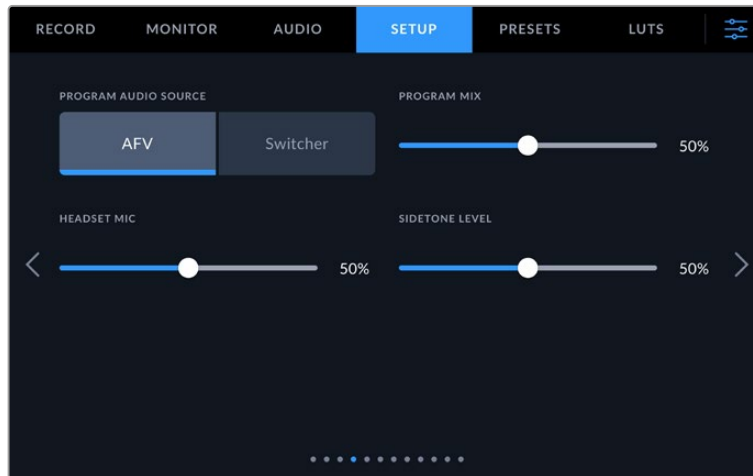 RECORD MONITOR AUDIO SETUP PRESETS LUTS
PROGRAM AUDIO SOURCE PROGRAM MIX
AFV Switcher 50%
HEADSET MIC SIDETONE LEVEL
50% 50%